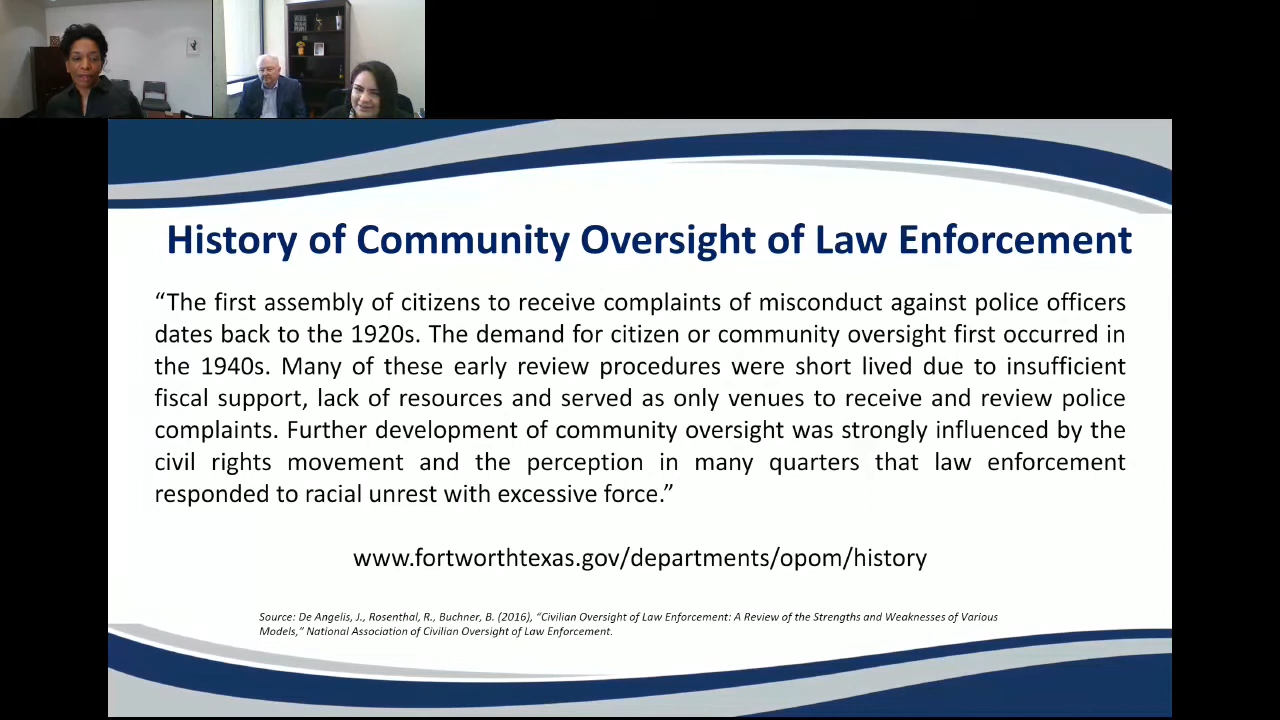 History of Community Oversight of Law Enforcement
“The first assembly of citizens to receive complaints of misconduct against police officers
dates back to the 1920s. The demand for citizen or community oversight first occurred in
the 1940s. Many of these early review procedures were short lived due to insufficient
fiscal support, lack of resources and served as only venues to receive and review police
complaints. Further development of community oversight was strongly influenced by the
civil rights movement and the perception in many quarters that law enforcement
responded to racial unrest with excessive force.”
www.fortworthtexas.gov/departments/opom/history
Source: De Angelis, J., Rosenthal, R., Buchner, B. (2016), “Civilian Oversight of Law Enforcement: A Review of the Strengths and Weaknesses of Various
Models,” National Association of Civilian Oversight of Law Enforcement.